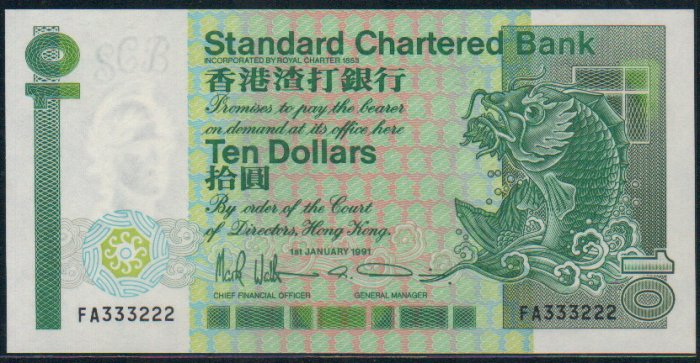 10
SCB
Standard Chartered Bank
INCORPORATED BY ROYAL CHARTER 1853
香港渣打銀行
Promises to pay the bearer
on demand at its office here
Ten Dollars
拾圓
By order of the Court
of Directors, Hong Kong.
1st JANUARY 1991
CHIEF FINANCIAL OFFICER GENERAL MANAGER
FA333222 FA333222
10